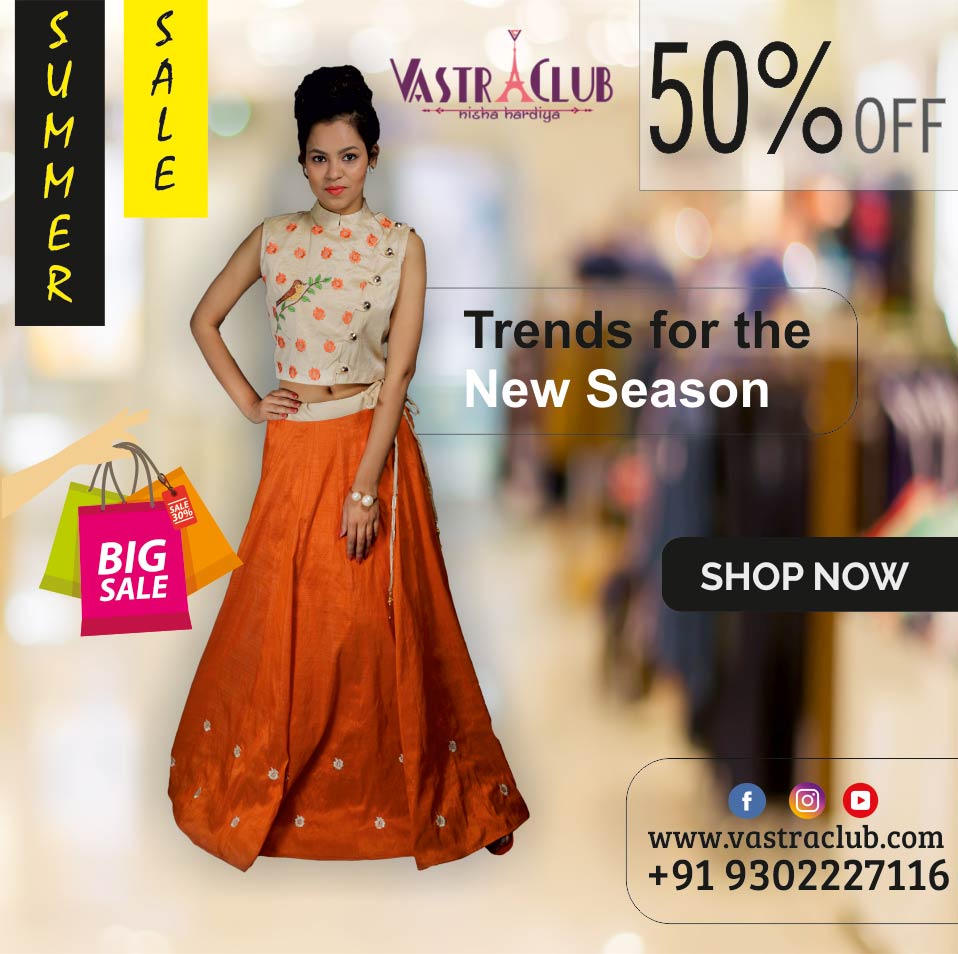 SUMMER
SALE
VASTRACLUB
nisha hardiya
50% OFF
Trends for the
New Season
SALE
30%
BIG
SALE
SHOP NOW
www.vastraclub.com
+91 9302227116